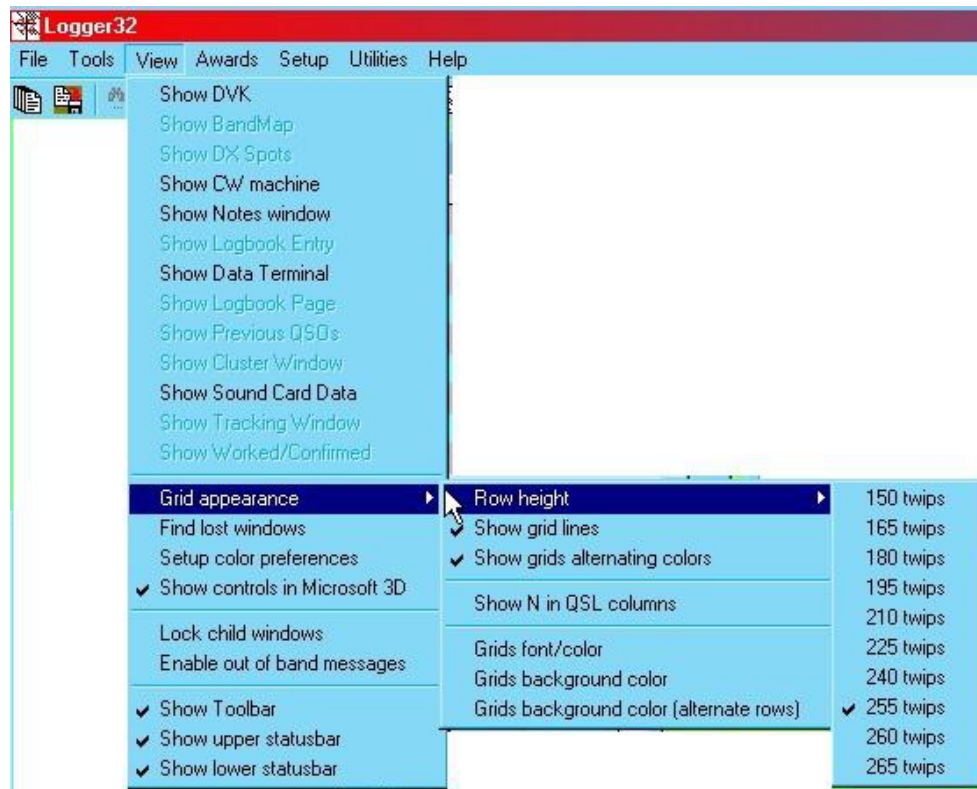 Logger32
File Tools View Awards Setup Utilities Help
Show DVK
Show BandMap
Show DX Spots
Show CW machine
Show Notes window
Show Logbook Entry
Show Data Terminal
Show Logbook Page
Show Previous QSOs
Show Cluster Window
Show Sound Card Data
Show Tracking Window
Show Worked/Confirmed
Grid appearance
Find lost windows
Setup color preferences
Show controls in Microsoft 3D
Lock child windows
Enable out of band messages
Show Toolbar
Show upper statusbar
Show lower statusbar
Row height
Show grid lines
Show grids alternating colors
Show N in QSL columns
Grids font/color
Grids background color
Grids background color (alternate rows)
150 twips
165 twips
180 twips
195 twips
210 twips
225 twips
240 twips
255 twips
260 twips
265 twips